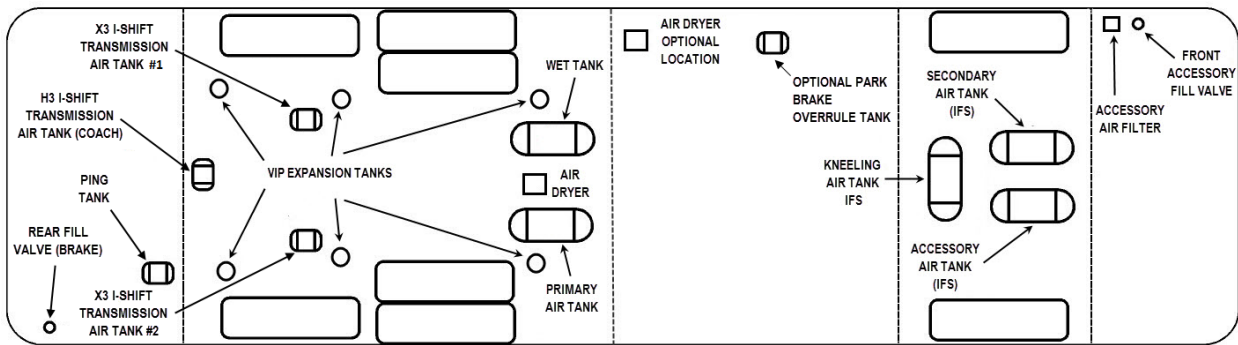 X3 I-SHIFT
TRANSMISSION
AIR TANK #1
H3 I-SHIFT
TRANSMISSION
AIR TANK (COACH)
PING
TANK
REAR FILL
VALVE (BRAKE)
X3 I-SHIFT
TRANSMISSION
AIR TANK #2
VIP EXPANSION TANKS
WET TANK
AIR
DRYER
PRIMARY
AIR TANK
AIR DRYER
OPTIONAL
LOCATION
OPTIONAL PARK
BRAKE
OVERRULE TANK
KNEELING
AIR TANK
IFS
SECONDARY
AIR TANK
(IFS)
ACCESSORY
AIR TANK
(IFS)
ACCESSORY
AIR FILTER
FRONT
ACCESSORY
FILL VALVE